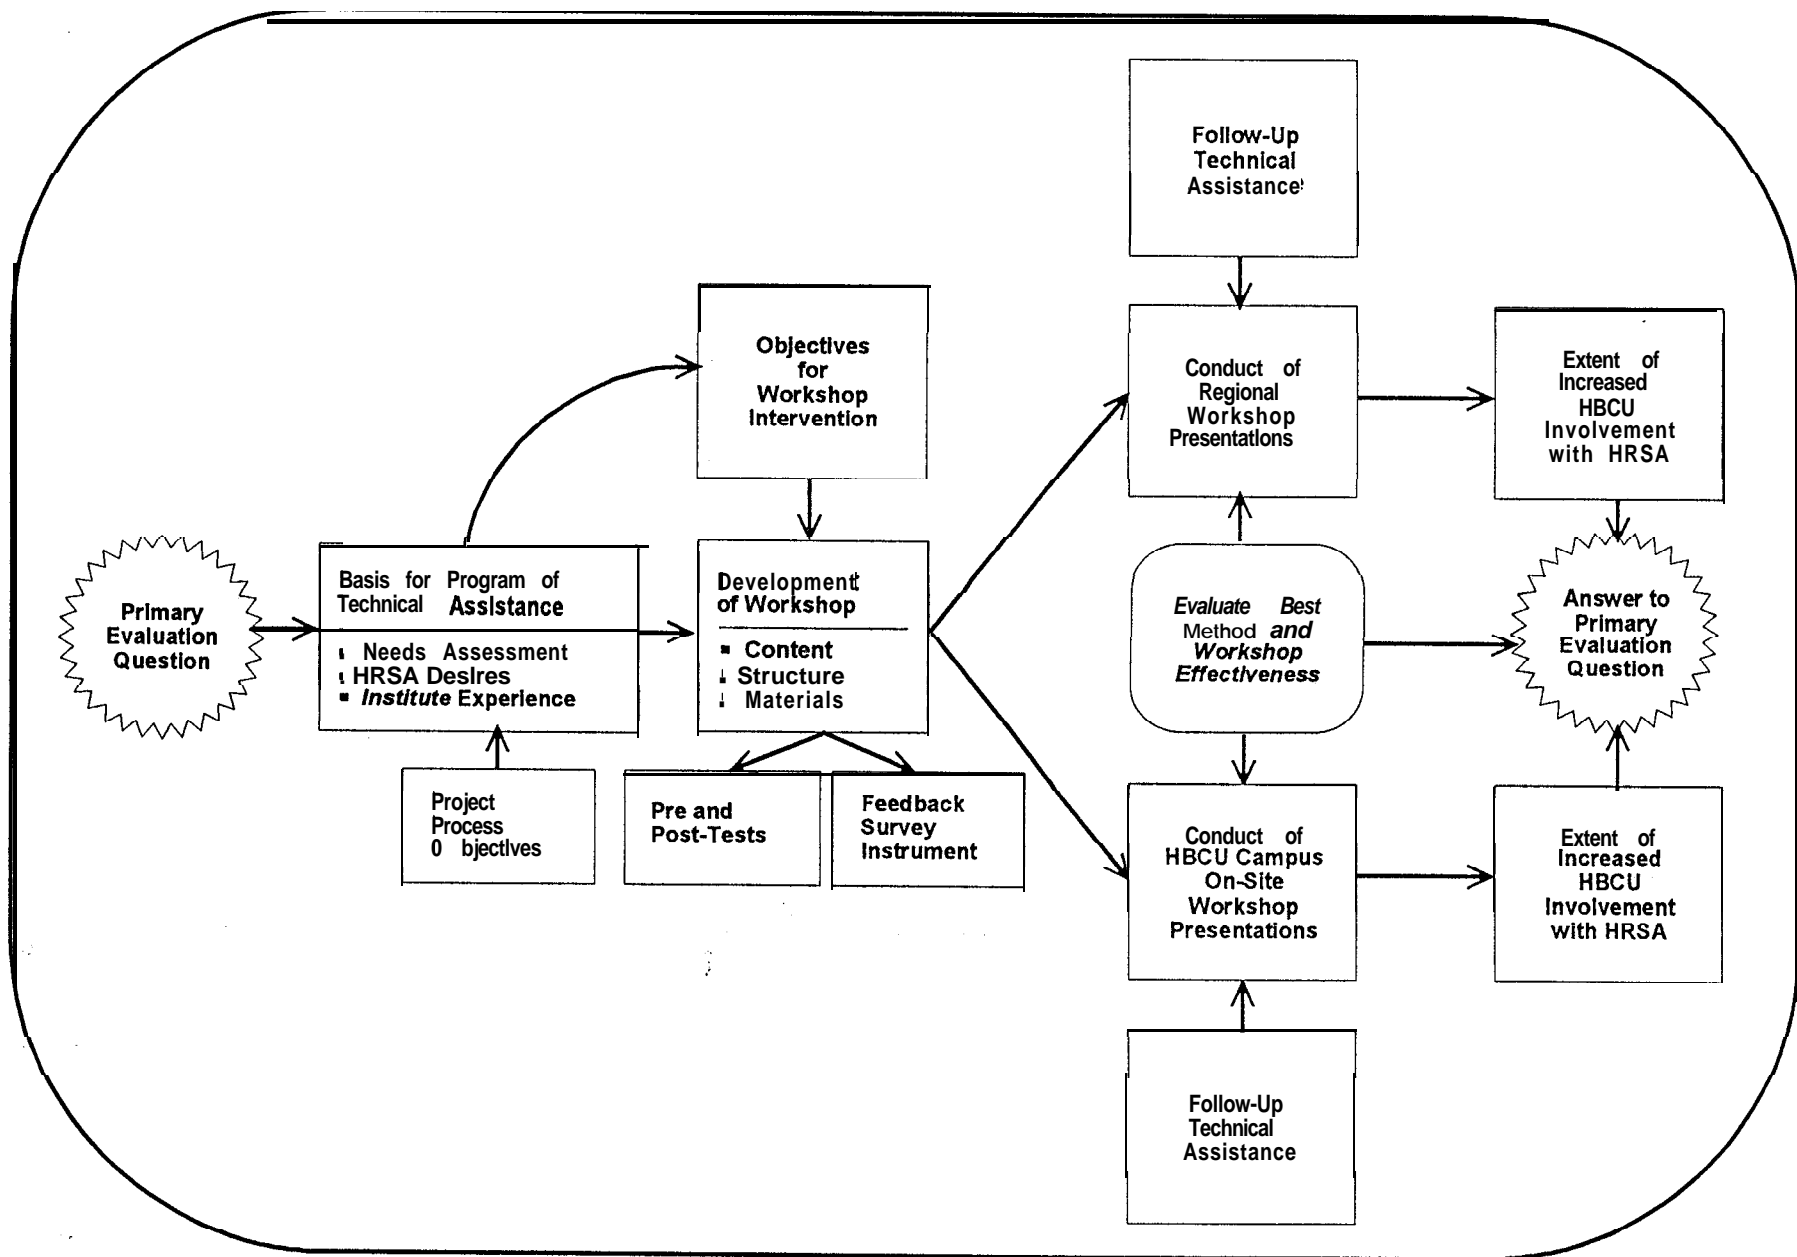 Primary
Evaluation
Question
Basis for Program of
Technical Assistance
Needs Assessment
HRSA Desires
Institute Experience
Project
Process
0 bjectives
Objectives
for
Workshop
Intervention
Development
of Workshop
Content
Structure
Materials
Pre and
Post-Tests
Feedback
Survey
Instrument
Follow-Up
Technical
Assistance
Conduct of
Regional
Workshop
Presentations
Evaluate Best
Method and
Workshop
Effectiveness
Conduct of
HBCU Campus
On-Site
Workshop
Presentations
Follow-Up
Technical
Assistance
Extent of
Increased
HBCU
Involvement
with HRSA
Answer to
Primary
Evaluation
Question
Extent of
Increased
HBCU
Involvement
with HRSA